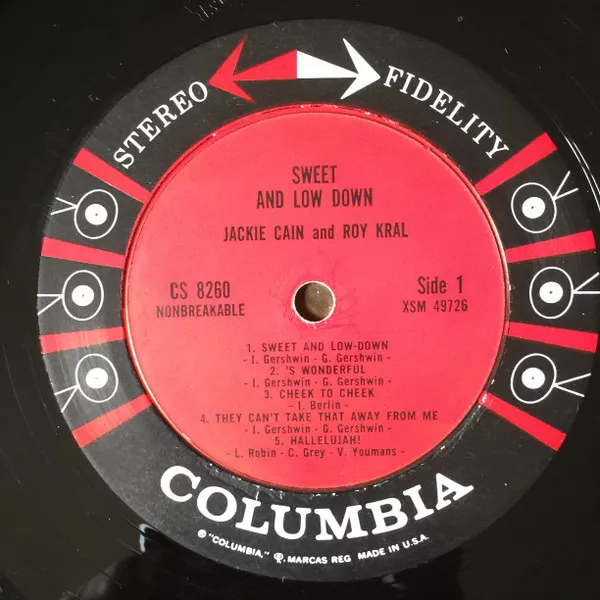 STEREO FIDELITY
SWEET
AND LOW DOWN
JACKIE CAIN and ROY KRAL
CS 8260
NONBREAKABLE
Side 1
XSM 49726
1. SWEET AND LOW-DOWN
- I. Gershwin - G. Gershwin -
2. 'S WONDERFUL
- I. Gershwin - G. Gershwin -
3. CHEEK TO CHEEK
- I. Berlin -
4. THEY CAN'T TAKE THAT AWAY FROM ME
- I. Gershwin - G. Gershwin -
5. HALLELUJAH!
- L. Robin - C. Grey - V. Youmans -
COLUMBIA
® "COLUMBIA," MARCAS REG MADE IN U.S.A.